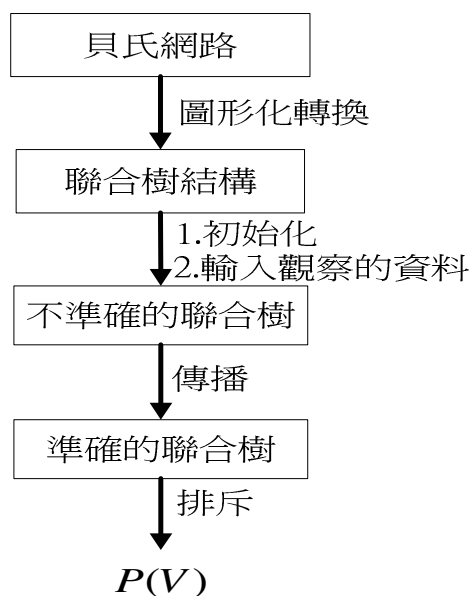 貝氏網路
圖形化轉換
聯合樹結構
1.初始化
2.輸入觀察的資料
不準確的聯合樹
傳播
準確的聯合樹
排斥
P(V)